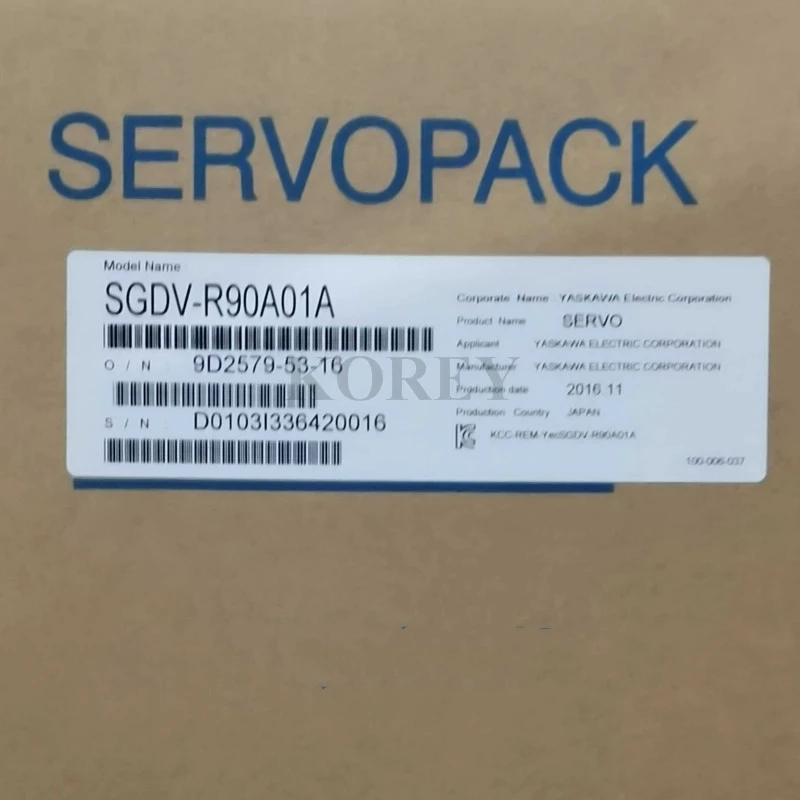 SERVOPACK
Model Name
SGDV-R90A01A
O / N 9D2579-53-16
S / N D0103I336420016
Corporate Name YASKAWA Electric Corporation
Product Name SERVO
Applicant YASKAWA ELECTRIC CORPORATION
Manufacturer YASKAWA ELECTRIC CORPORATION
Production date 2016.11
Production Country JAPAN
KCC-REM-YecSGDV-R90A01A
100-006-037
KOREY